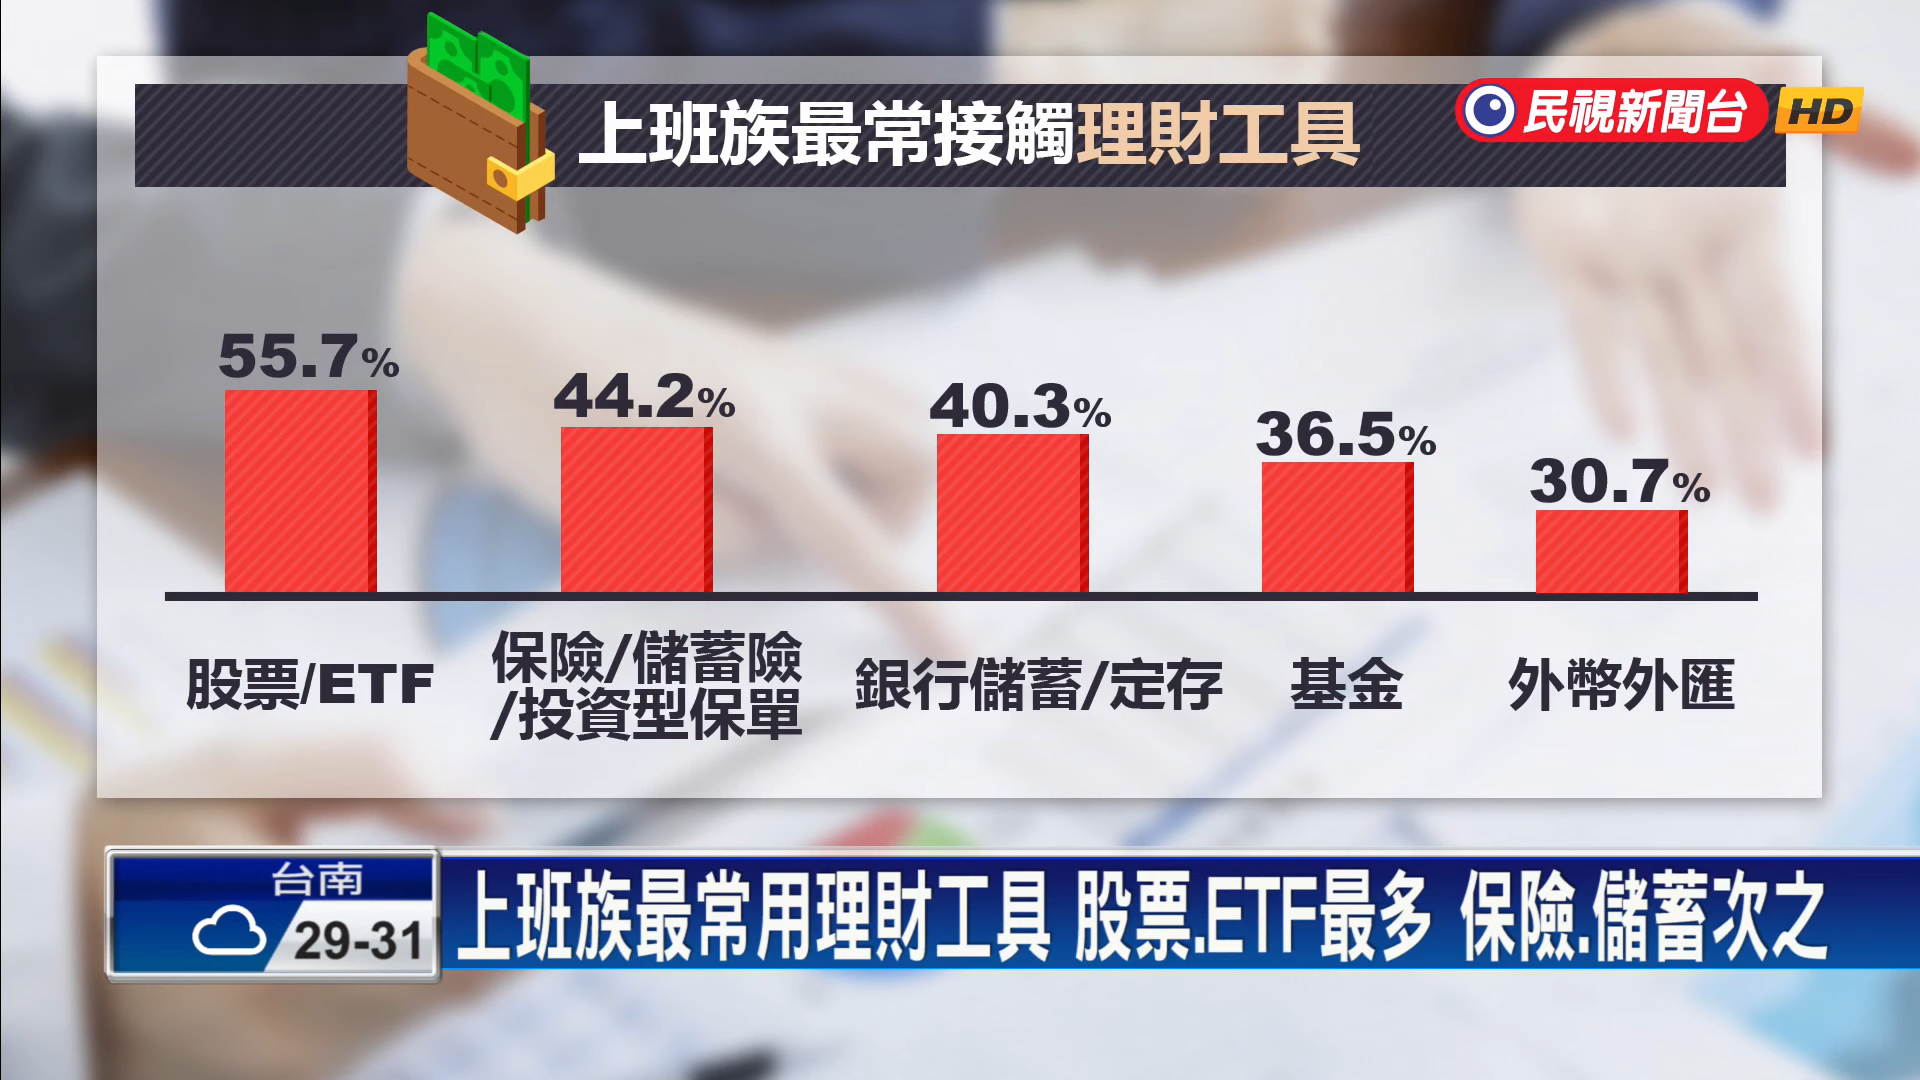 上班族最常接觸理財工具
民視新聞台 HD
55.7%
44.2%
40.3%
36.5%
30.7%
股票/ETF
保險/儲蓄險
/投資型保單
銀行儲蓄/定存
基金
外幣外匯
台南
29-31
上班族最常用理財工具 股票.ETF最多 保險.儲蓄次之